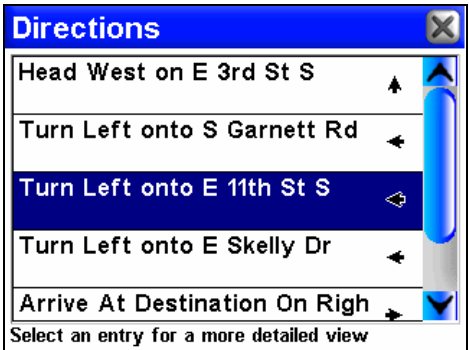 Directions
Head West on E 3rd St S
Turn Left onto S Garnett Rd
Turn Left onto E 11th St S
Turn Left onto E Skelly Dr
Arrive At Destination On Righ
Select an entry for a more detailed view